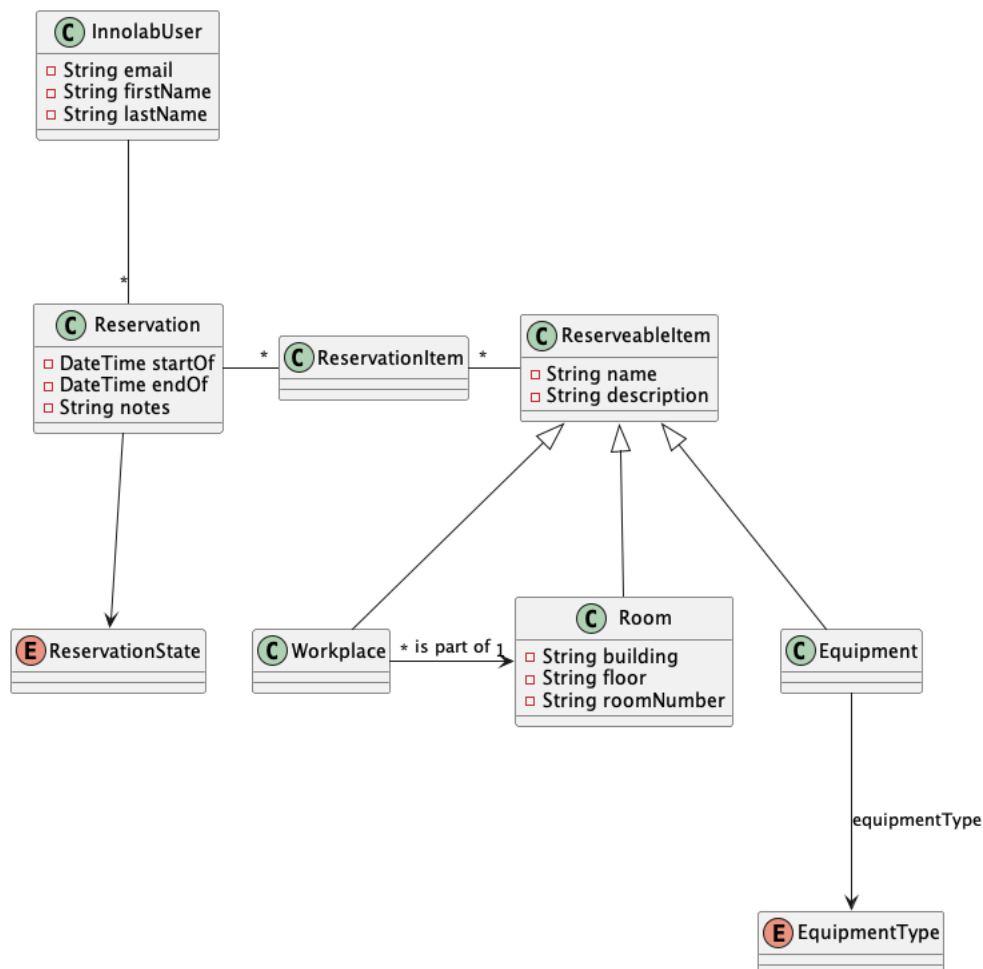 C InnolabUser
String email
String firstName
String lastName
*
C Reservation
DateTime startOf
DateTime endOf
String notes
*
C ReservationItem
*
C ReserveableItem
String name
String description
E ReservationState
C Workplace
* is part of 1
C Room
String building
String floor
String roomNumber
C Equipment
equipmentType
E EquipmentType